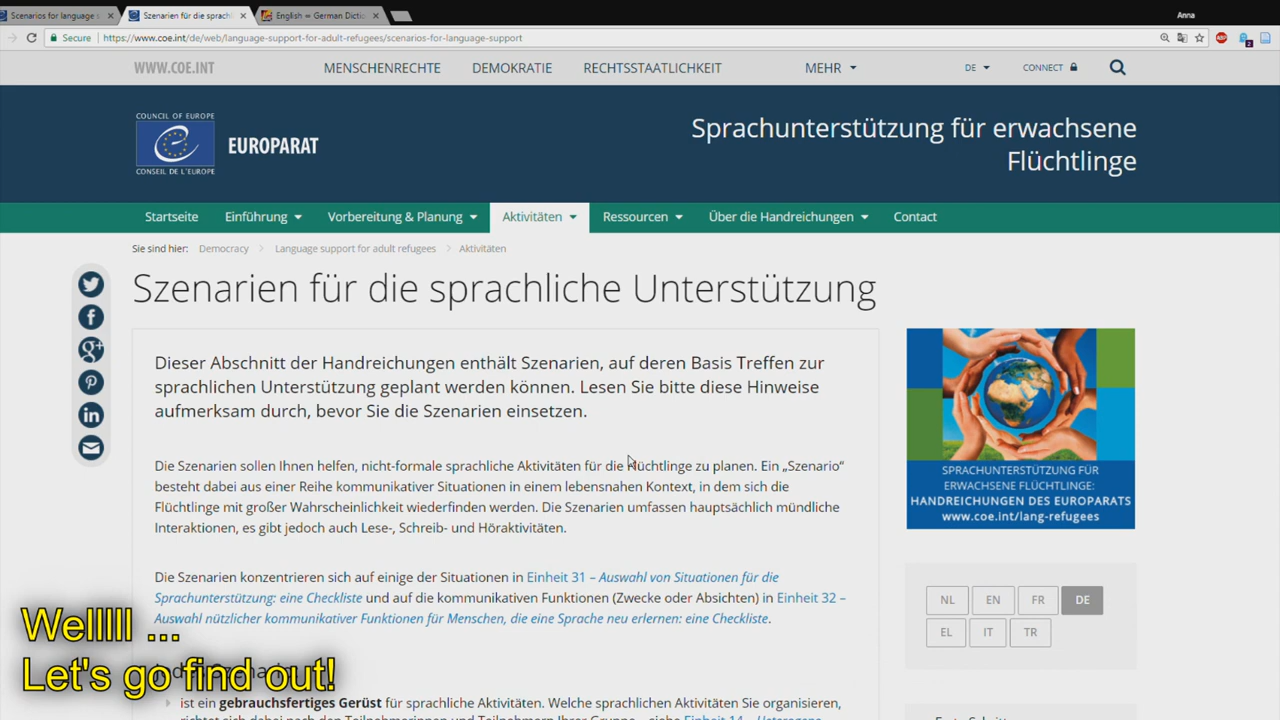 Scenarios for language s
Szenarien für die sprachl
English ⇔ German Dictio
Anna
Secure
https://www.coe.int/de/web/language-support-for-adult-refugees/scenarios-for-language-support
WWW.COE.INT
MENSCHENRECHTE
DEMOKRATIE
RECHTSSTAATLICHKEIT
MEHR
DE
CONNECT
COUNCIL OF EUROPE
CONSEIL DE L'EUROPE
EUROPARAT
Sprachunterstützung für erwachsene
Flüchtlinge
Startseite
Einführung
Vorbereitung & Planung
Aktivitäten
Ressourcen
Über die Handreichungen
Contact
Sie sind hier:
Democracy
Language support for adult refugees
Aktivitäten
Szenarien für die sprachliche Unterstützung
Dieser Abschnitt der Handreichungen enthält Szenarien, auf deren Basis Treffen zur
sprachlichen Unterstützung geplant werden können. Lesen Sie bitte diese Hinweise
aufmerksam durch, bevor Sie die Szenarien einsetzen.
Die Szenarien sollen Ihnen helfen, nicht-formale sprachliche Aktivitäten für die Flüchtlinge zu planen. Ein „Szenario“
besteht dabei aus einer Reihe kommunikativer Situationen in einem lebensnahen Kontext, in dem sich die
Flüchtlinge mit großer Wahrscheinlichkeit wiederfinden werden. Die Szenarien umfassen hauptsächlich mündliche
Interaktionen, es gibt jedoch auch Lese-, Schreib- und Höraktivitäten.
Die Szenarien konzentrieren sich auf einige der Situationen in Einheit 31 – Auswahl von Situationen für die
Sprachunterstützung: eine Checkliste und auf die kommunikativen Funktionen (Zwecke oder Absichten) in Einheit 32 –
Auswahl nützlicher kommunikativer Funktionen für Menschen, die eine Sprache neu erlernen: eine Checkliste.
ist ein gebrauchsfertiges Gerüst für sprachliche Aktivitäten. Welche sprachlichen Aktivitäten Sie organisieren,
richtet sich dabei nach den Teilnehmerinnen und Teilnehmern Ihrer Gruppe – siehe Einheit 14 – Heterogene
SPRACHUNTERSTÜTZUNG FÜR
ERWACHSENE FLÜCHTLINGE:
HANDREICHUNGEN DES EUROPARATS
www.coe.int/lang-refugees
NL
EN
FR
DE
EL
IT
TR
Welllll ...
Let's go find out!